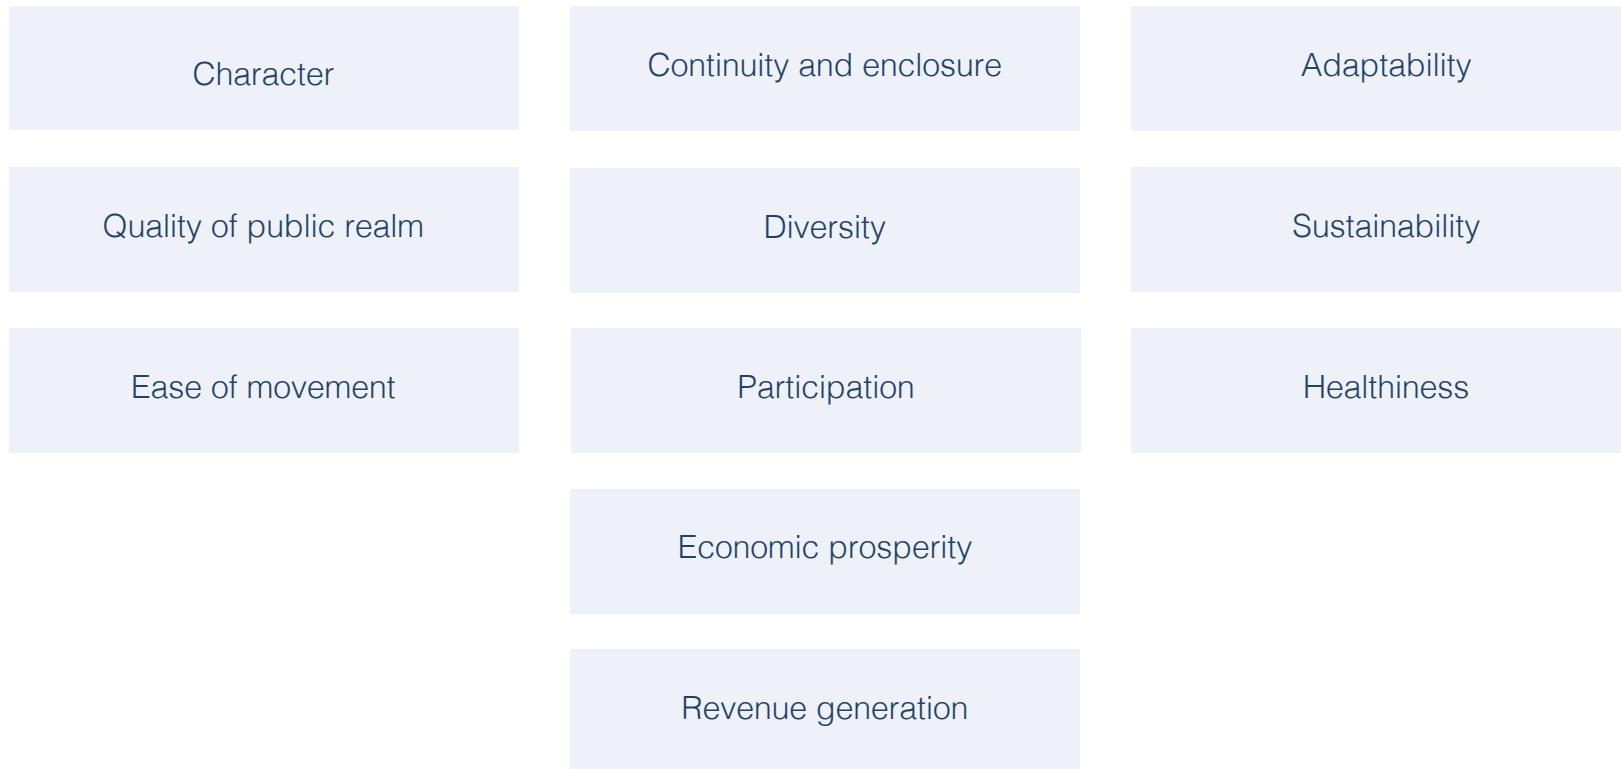 Character
Continuity and enclosure
Adaptability
Quality of public realm
Diversity
Sustainability
Ease of movement
Participation
Healthiness
Economic prosperity
Revenue generation